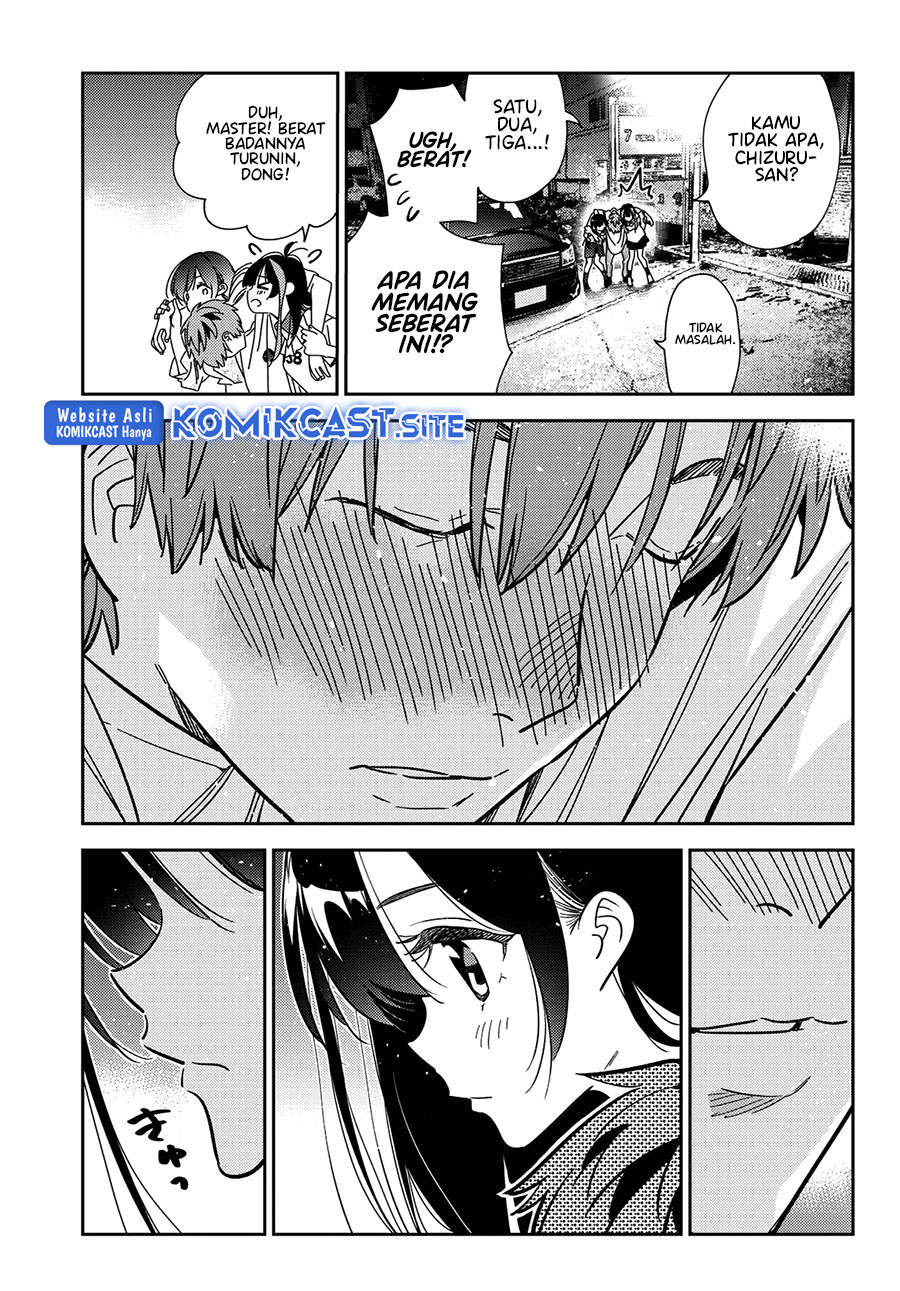 KAMU
TIDAK APA,
CHIZURU-
SAN?
SATU,
DUA,
TIGA...!
UGH,
BERAT!
TIDAK
MASALAH.
APA DIA
MEMANG
SEBERAT
INI!?
DUH,
MASTER! BERAT
BADANNYA
TURUNIN,
DONG!
Website Asli
KOMIKCAST Hanya
KOMIKCAST.SITE
きゅっ